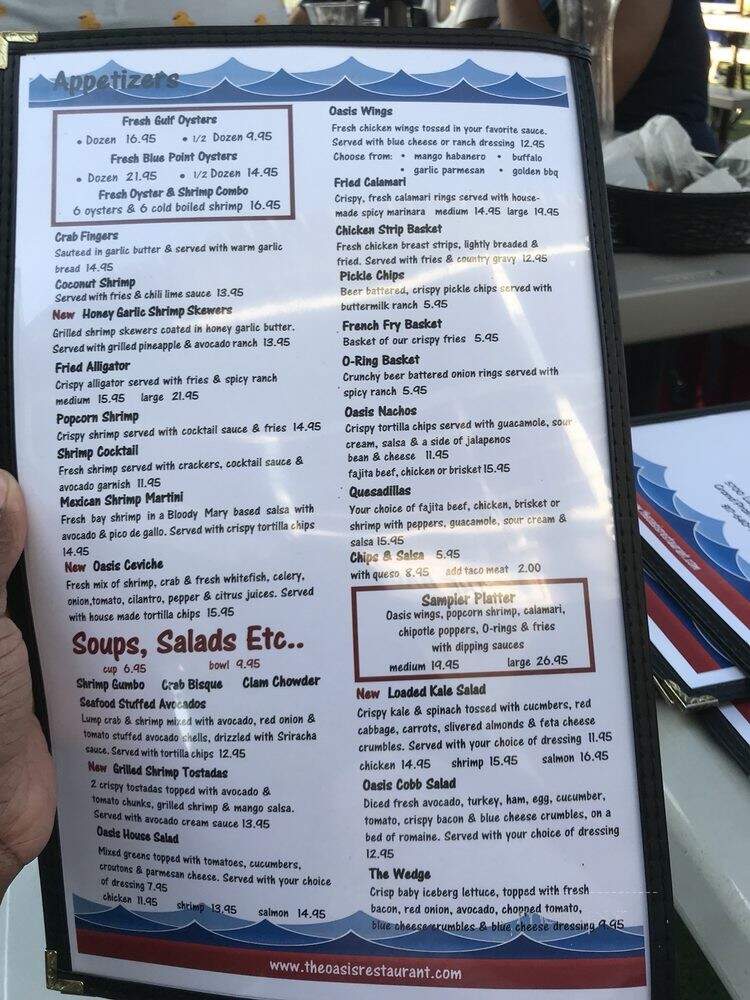 Appetizers
Fresh Gulf Oysters
• Dozen 16.95 • 1/2 Dozen 9.95
Fresh Blue Point Oysters
• Dozen 21.95 • 1/2 Dozen 14.95
Fresh Oyster & Shrimp Combo
6 oysters & 6 cold boiled shrimp 16.95
Crab Fingers
Sauteed in garlic butter & served with warm garlic
bread 14.95
Coconut Shrimp
Served with fries & chili lime sauce 13.95
New Honey Garlic Shrimp Skewers
Grilled shrimp skewers coated in honey garlic butter.
Served with grilled pineapple & avocado ranch 13.95
Fried Alligator
Crispy alligator served with fries & spicy ranch
medium 15.95 large 21.95
Popcorn Shrimp
Crispy shrimp served with cocktail sauce & fries 14.95
Shrimp Cocktail
Fresh shrimp served with crackers, cocktail sauce &
avocado garnish 11.95
Mexican Shrimp Martini
Fresh bay shrimp in a Bloody Mary based salsa with
avocado & pico de gallo. Served with crispy tortilla chips
14.95
New Oasis Ceviche
Fresh mix of shrimp, crab & fresh whitefish, celery,
onion,tomato, cilantro, pepper & citrus juices. Served
with house made tortilla chips 15.95
Soups, Salads Etc..
cup 6.95 bowl 9.95
Shrimp Gumbo Crab Bisque Clam Chowder
Seafood Stuffed Avocados
Lump crab & shrimp mixed with avocado, red onion &
tomato stuffed avocado shells, drizzled with Sriracha
sauce. Served with tortilla chips 12.95
New Grilled Shrimp Tostadas
2 crispy tostadas topped with avocado &
tomato chunks, grilled shrimp & mango salsa.
Served with avocado cream sauce 13.95
Oasis House Salad
Mixed greens topped with tomatoes, cucumbers,
croutons & parmesan cheese. Served with your choice
of dressing 7.95
chicken 11.95 shrimp 13.95 salmon 14.95
Oasis Wings
Fresh chicken wings tossed in your favorite sauce.
Served with blue cheese or ranch dressing 12.95
Choose from: • mango habanero • buffalo
• garlic parmesan • golden bbq
Fried Calamari
Crispy, fresh calamari rings served with house-
made spicy marinara medium 14.95 large 19.95
Chicken Strip Basket
Fresh chicken breast strips, lightly breaded &
fried. Served with fries & country gravy 12.95
Pickle Chips
Beer battered, crispy pickle chips served with
buttermilk ranch 5.95
French Fry Basket
Basket of our crispy fries 5.95
O-Ring Basket
Crunchy beer battered onion rings served with
spicy ranch 5.95
Oasis Nachos
Crispy tortilla chips served with guacamole, sour
cream, salsa & a side of jalapenos
bean & cheese 11.95
fajita beef, chicken or brisket 15.95
Quesadillas
Your choice of fajita beef, chicken, brisket or
shrimp with peppers, guacamole, sour cream &
salsa 15.95
Chips & Salsa 5.95
with queso 8.95 add taco meat 2.00
Sampler Platter
Oasis wings, popcorn shrimp, calamari,
chipotle poppers, O-rings & fries
with dipping sauces
medium 19.95 large 26.95
New Loaded Kale Salad
Crispy kale & spinach tossed with cucmbers, red
cabbage, carrots, slivered almonds & feta cheese
crumbles. Served with your choice of dressing 11.95
chicken 14.95 shrimp 15.95 salmon 16.95
Oasis Cobb Salad
Diced fresh avocado, turkey, ham, egg, cucumber,
tomato, crispy bacon & blue cheese crumbles, on a
bed of romaine. Served with your choice of dressing
12.95
The Wedge
Crisp baby iceberg lettuce, topped with fresh
bacon, red onion, avocado, chopped tomato,
blue cheese crumbles & blue cheese dressing 9.95
www.theoasisrestaurant.com